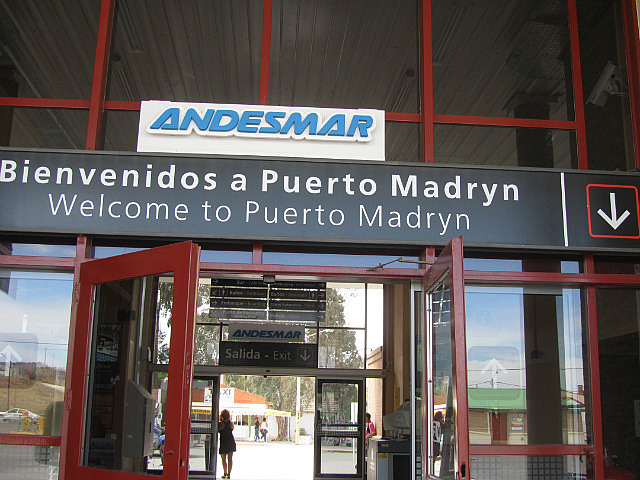 ANDESMAR
Bienvenidos a Puerto Madryn
Welcome to Puerto Madryn
ANDESMAR
Salida - Exit